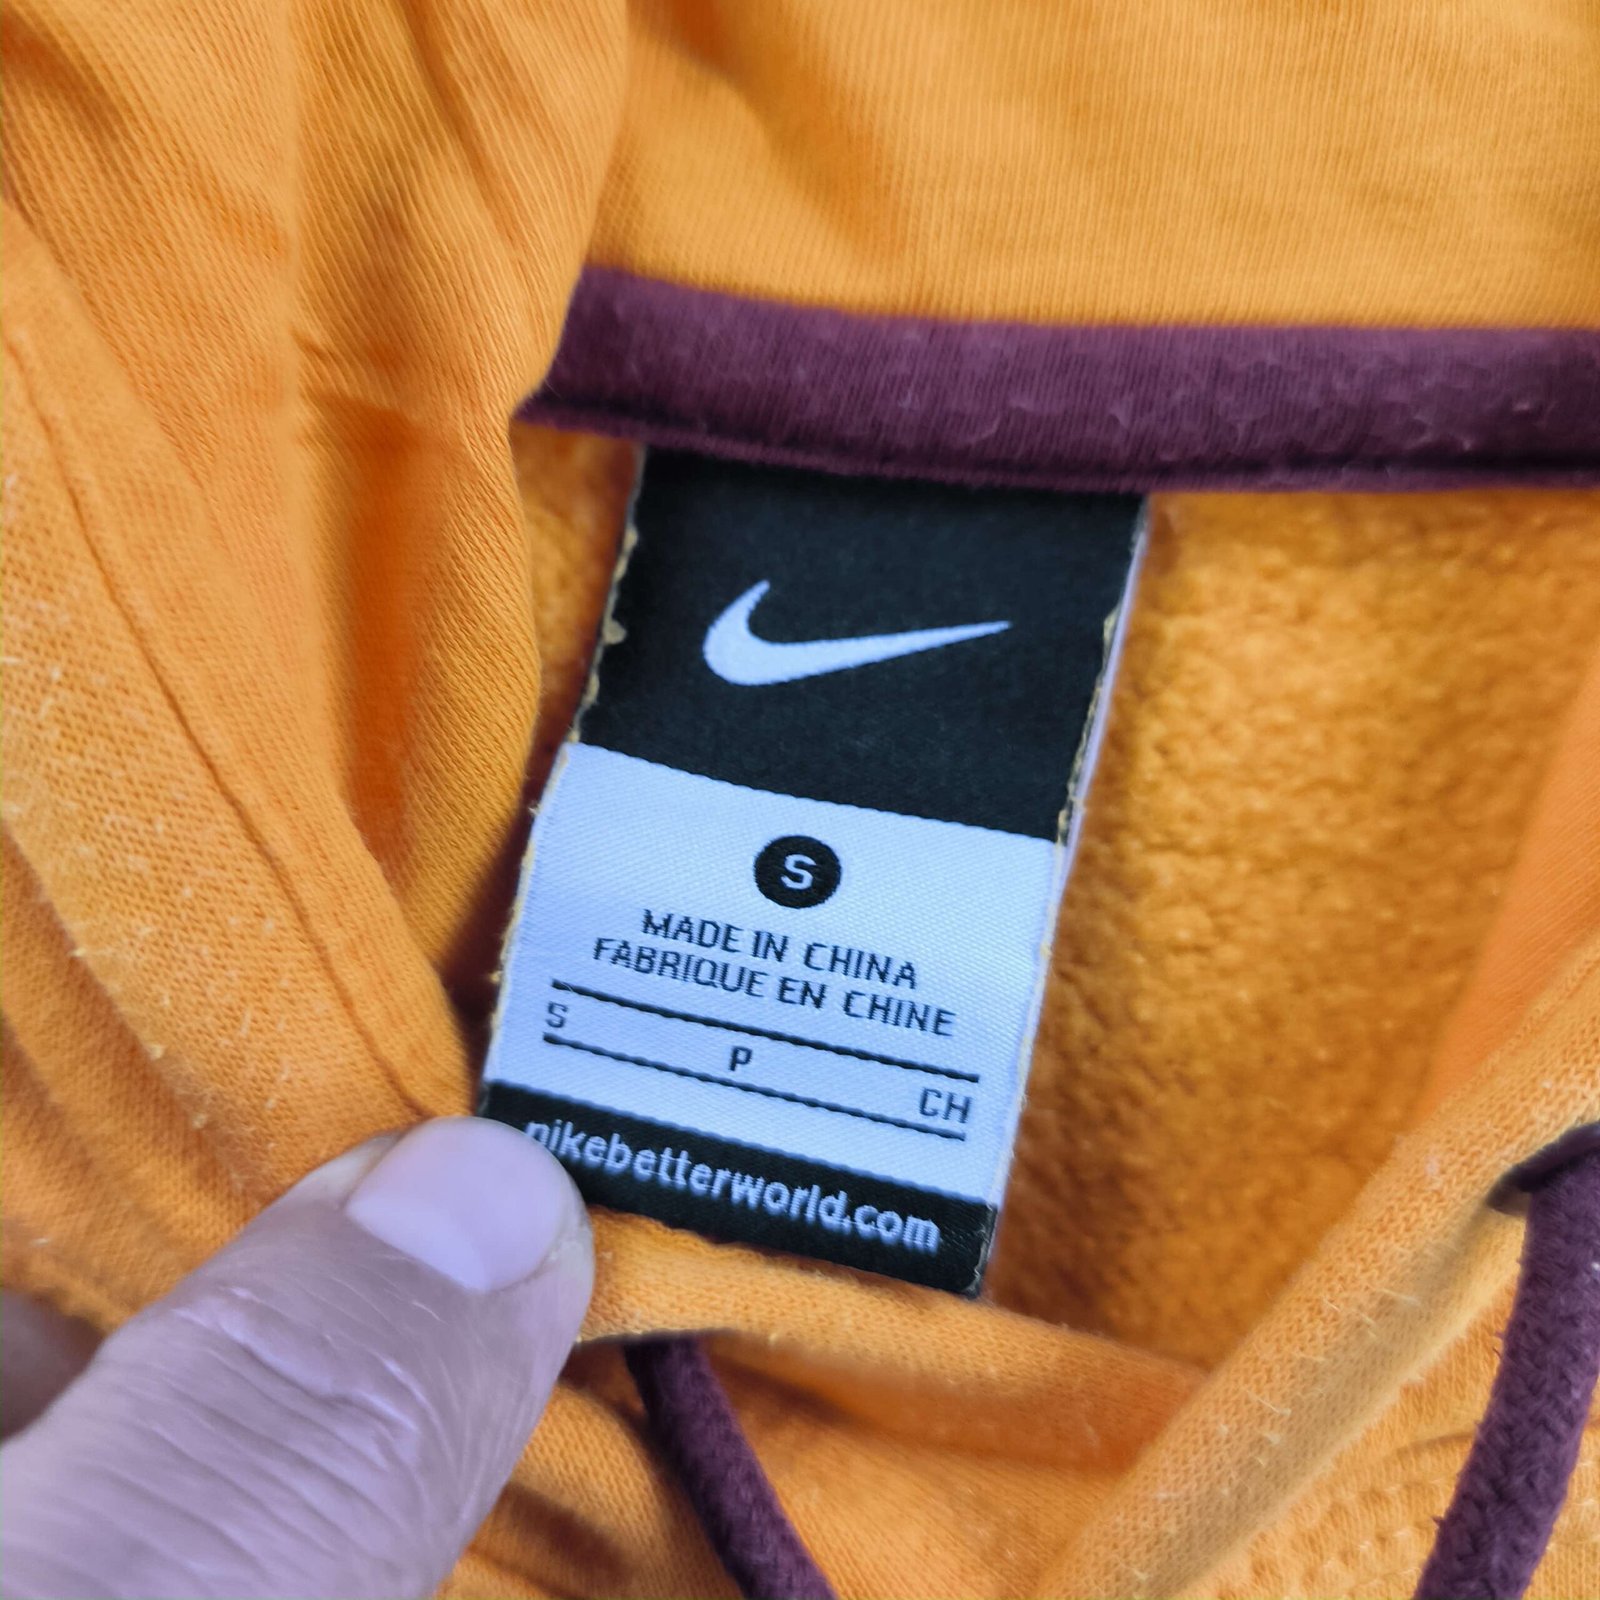 S
MADE IN CHINA
FABRIQUE EN CHINE
S P CH
nikebetterworld.com